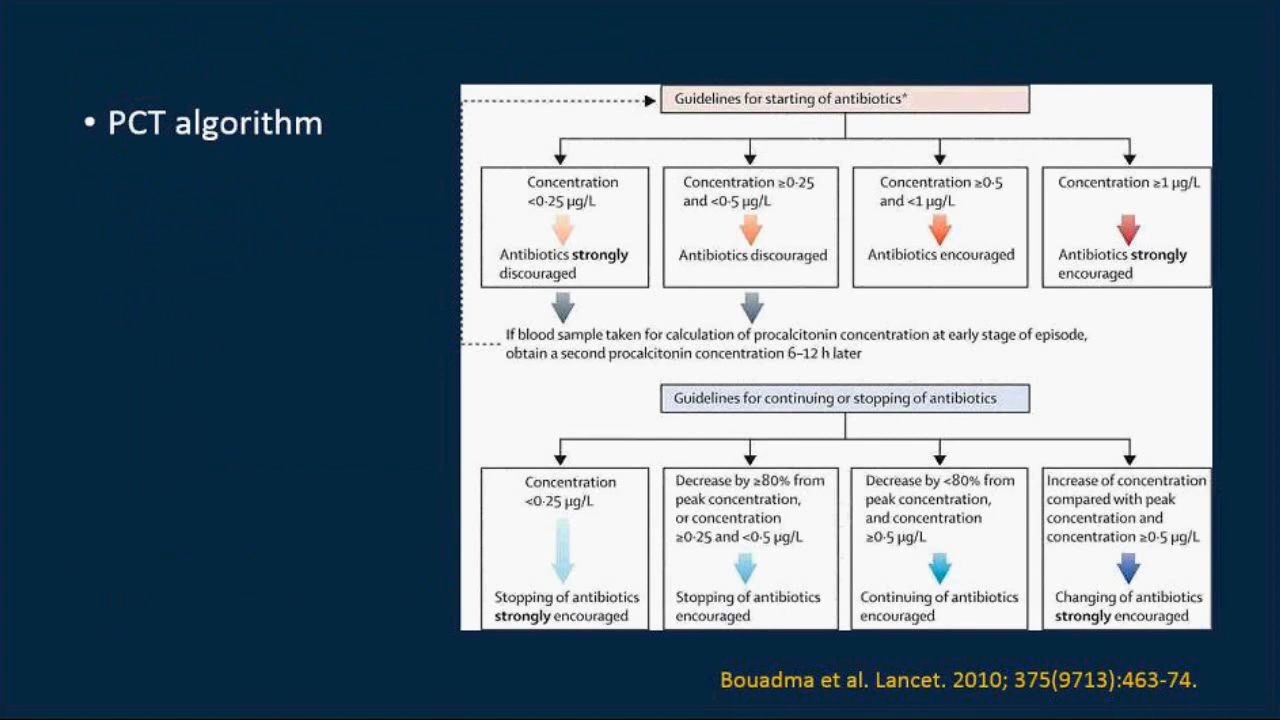 • PCT algorithm
Guidelines for starting of antibiotics*
Concentration
<0·25 µg/L
Antibiotics strongly
discouraged
Concentration ≥0·25
and <0·5 µg/L
Antibiotics discouraged
Concentration ≥0·5
and <1 µg/L
Antibiotics encouraged
Concentration ≥1 µg/L
Antibiotics strongly
encouraged
If blood sample taken for calculation of procalcitonin concentration at early stage of episode,
obtain a second procalcitonin concentration 6–12 h later
Guidelines for continuing or stopping of antibiotics
Concentration
<0·25 µg/L
Stopping of antibiotics
strongly encouraged
Decrease by ≥80% from
peak concentration,
or concentration
≥0·25 and <0·5 µg/L
Stopping of antibiotics
encouraged
Decrease by <80% from
peak concentration,
and concentration
≥0·5 µg/L
Continuing of antibiotics
encouraged
Increase of concentration
compared with peak
concentration and
concentration ≥0·5 µg/L
Changing of antibiotics
strongly encouraged
Bouadma et al. Lancet. 2010; 375(9713):463-74.